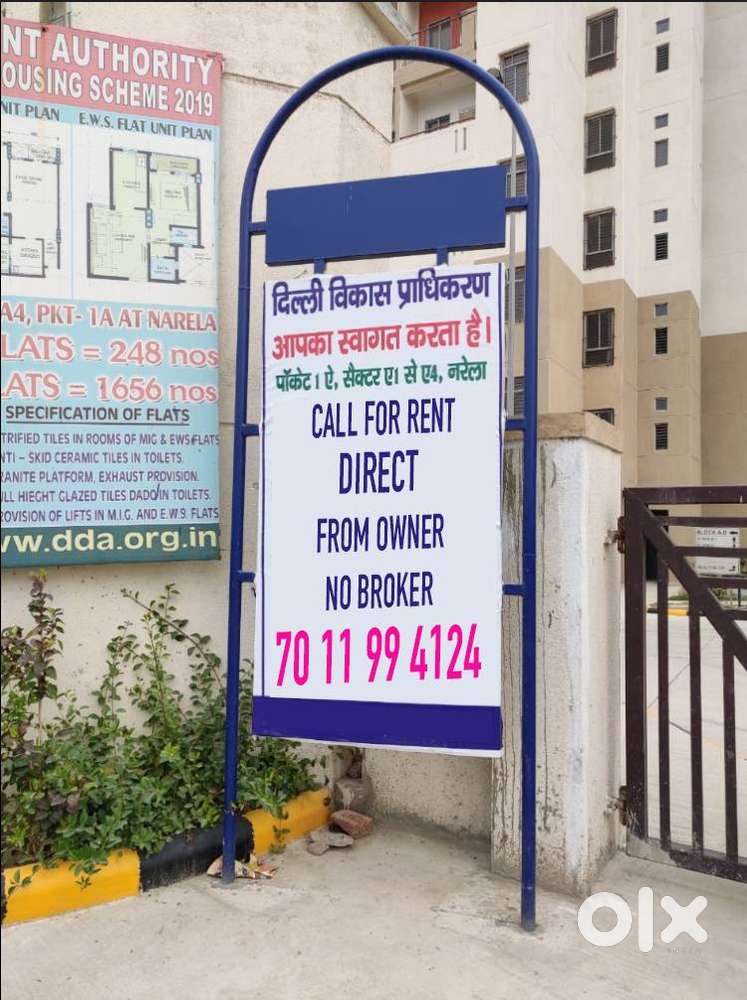 NT AUTHORITY
OUSING SCHEME 2019
NIT PLAN
E.W.S. FLAT UNIT PLAN
A4, PKT- 1A AT NARELA
LATS = 248 nos
LATS = 1656 nos
SPECIFICATION OF FLATS
TRIFIED TILES IN ROOMS OF MIG & EWS FLATS
NTI – SKID CERAMIC TILES IN TOILETS.
RANITE PLATFORM, EXHAUST PROVISION.
ULL HIEGHT GLAZED TILES DADO IN TOILETS.
ROVISION OF LIFTS IN M.I.G. AND E.W.S. FLATS
vw.dda.org.in
दिल्ली विकास प्राधिकरण
आपका स्वागत करता है।
पॉकेट 1 ऐ, सैक्टर ए1 से ए4, नरेला
CALL FOR RENT
DIRECT
FROM OWNER
NO BROKER
70 11 99 4124
olx